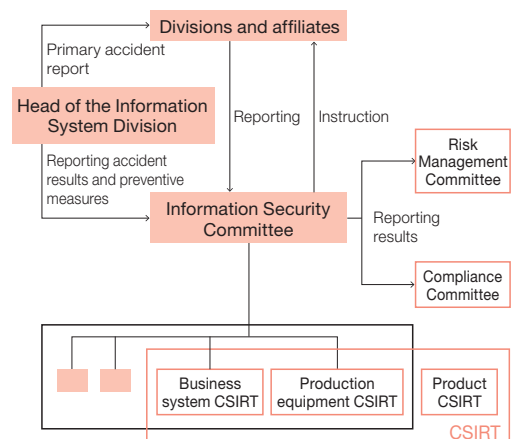 Divisions and affiliates
Primary accident
report
Head of the Information
System Division
Reporting
Instruction
Reporting accident
results and preventive
measures
Risk
Management
Committee
Information Security
Committee
Reporting
results
Compliance
Committee
Business
system CSIRT
Production
equipment CSIRT
Product
CSIRT
CSIRT